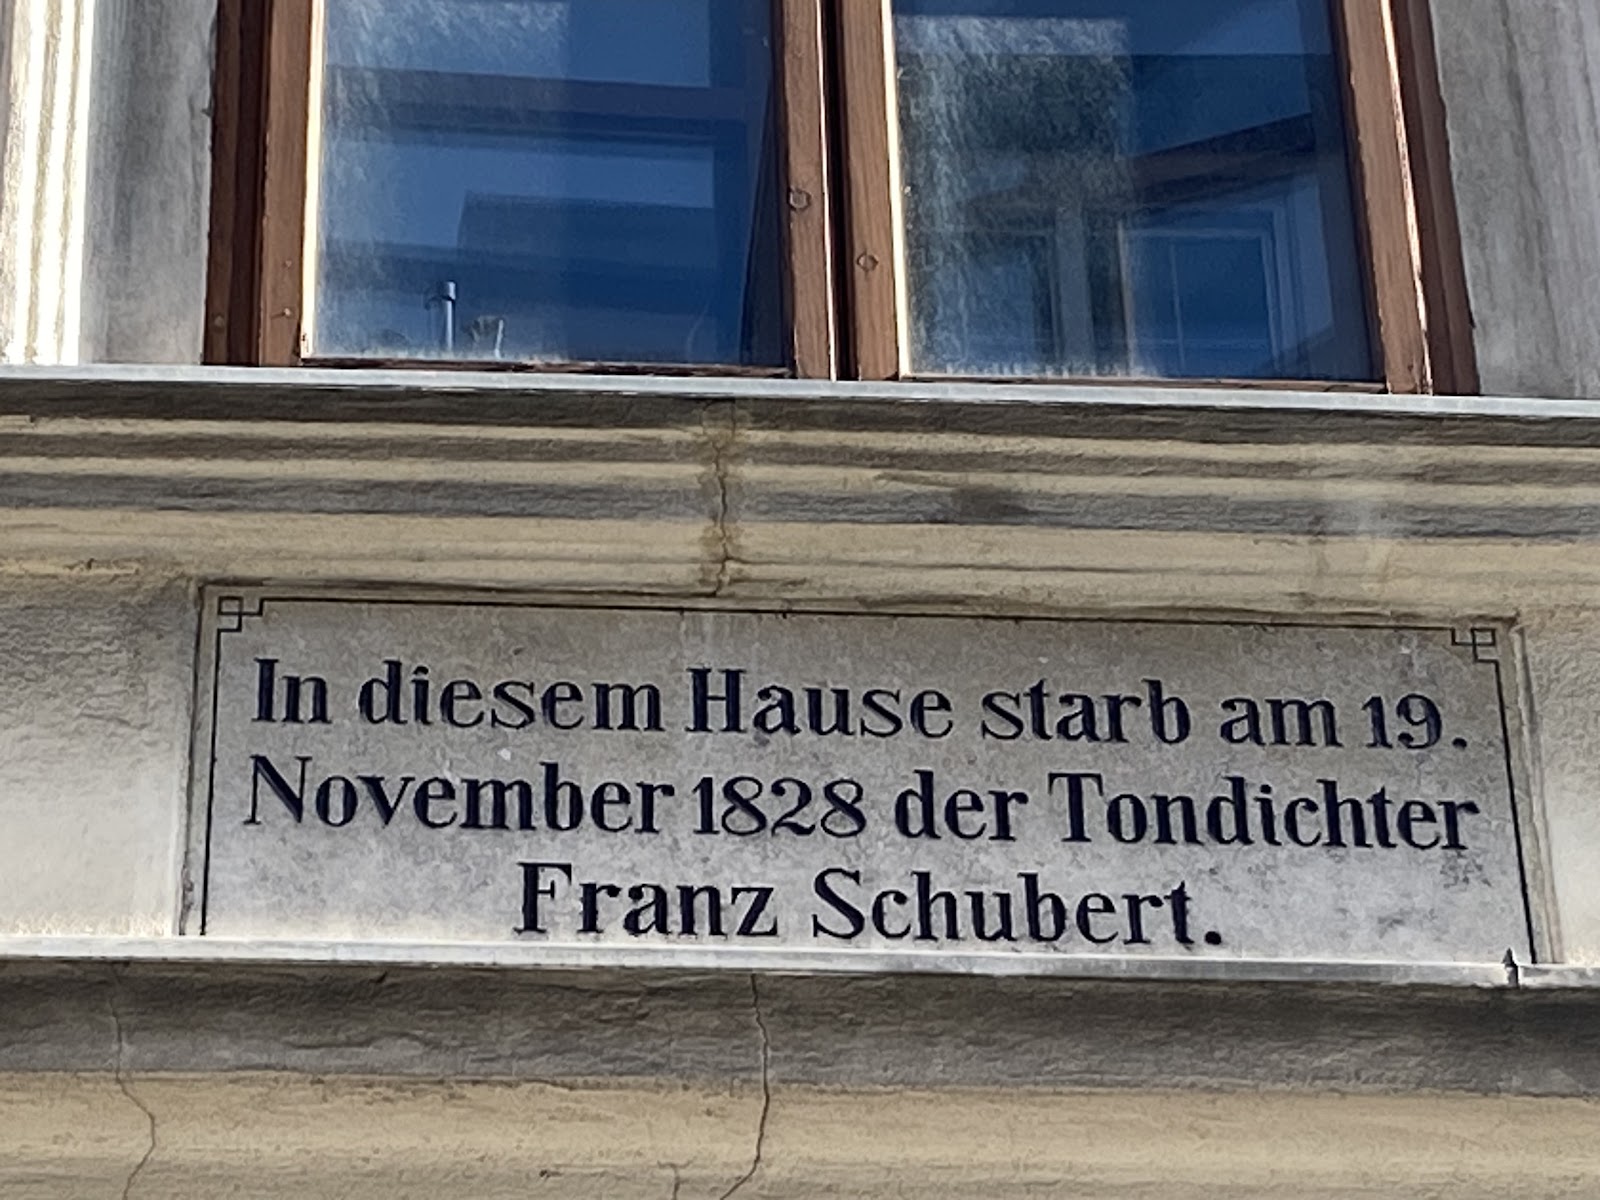 In diesem Hause starb am 19.
November 1828 der Tondichter
Franz Schubert.